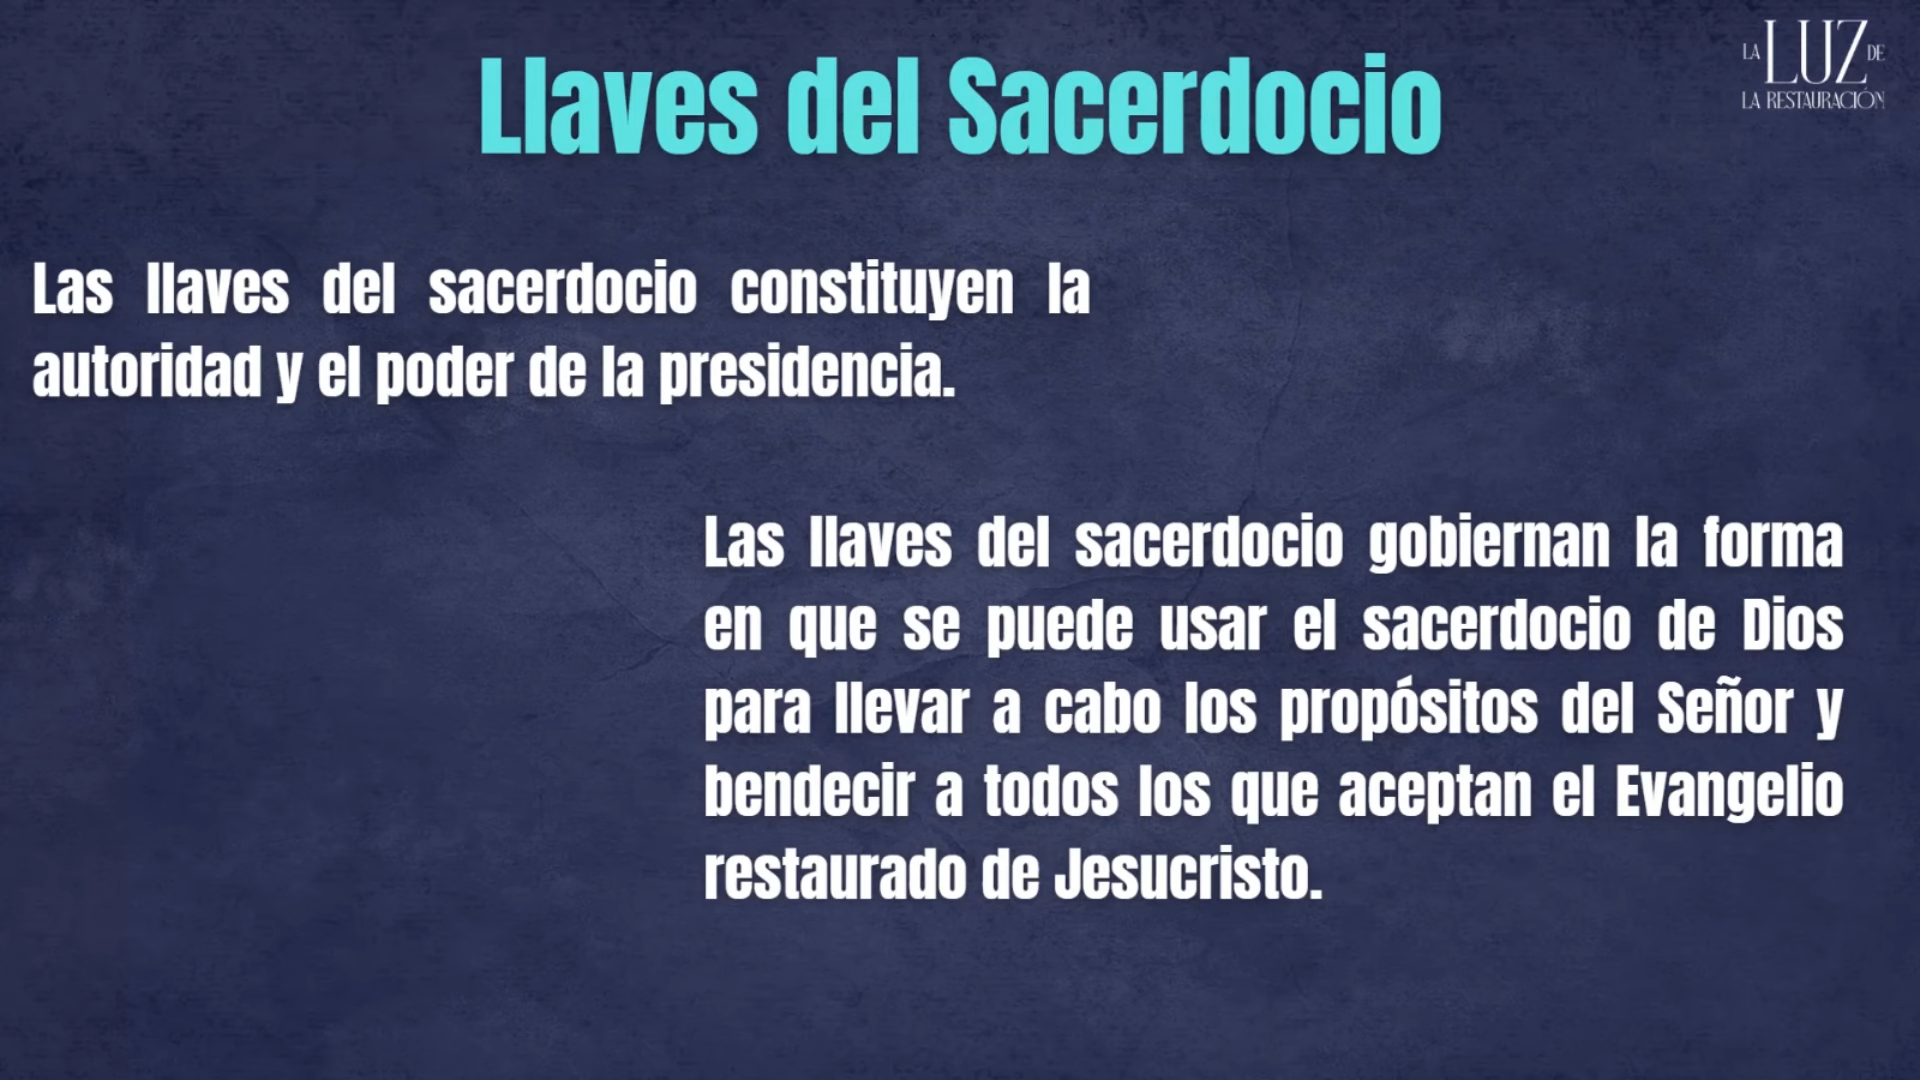 Llaves del Sacerdocio
LA LUZ DE
LA RESTAURACIÓN
Las llaves del sacerdocio constituyen la
autoridad y el poder de la presidencia.
Las llaves del sacerdocio gobiernan la forma
en que se puede usar el sacerdocio de Dios
para llevar a cabo los propósitos del Señor y
bendecir a todos los que aceptan el Evangelio
restaurado de Jesucristo.